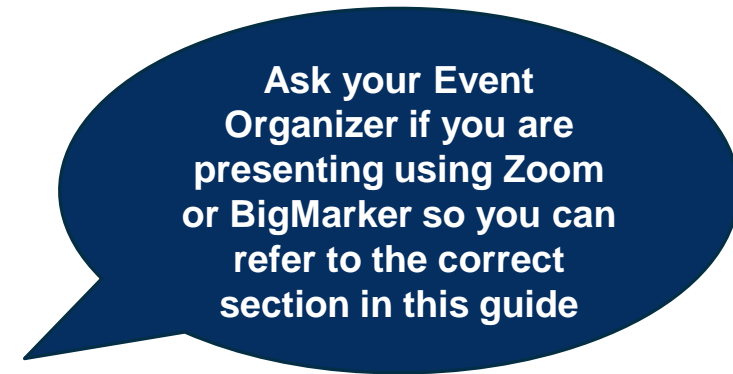 Ask your Event
Organizer if you are
presenting using Zoom
or BigMarker so you can
refer to the correct
section in this guide